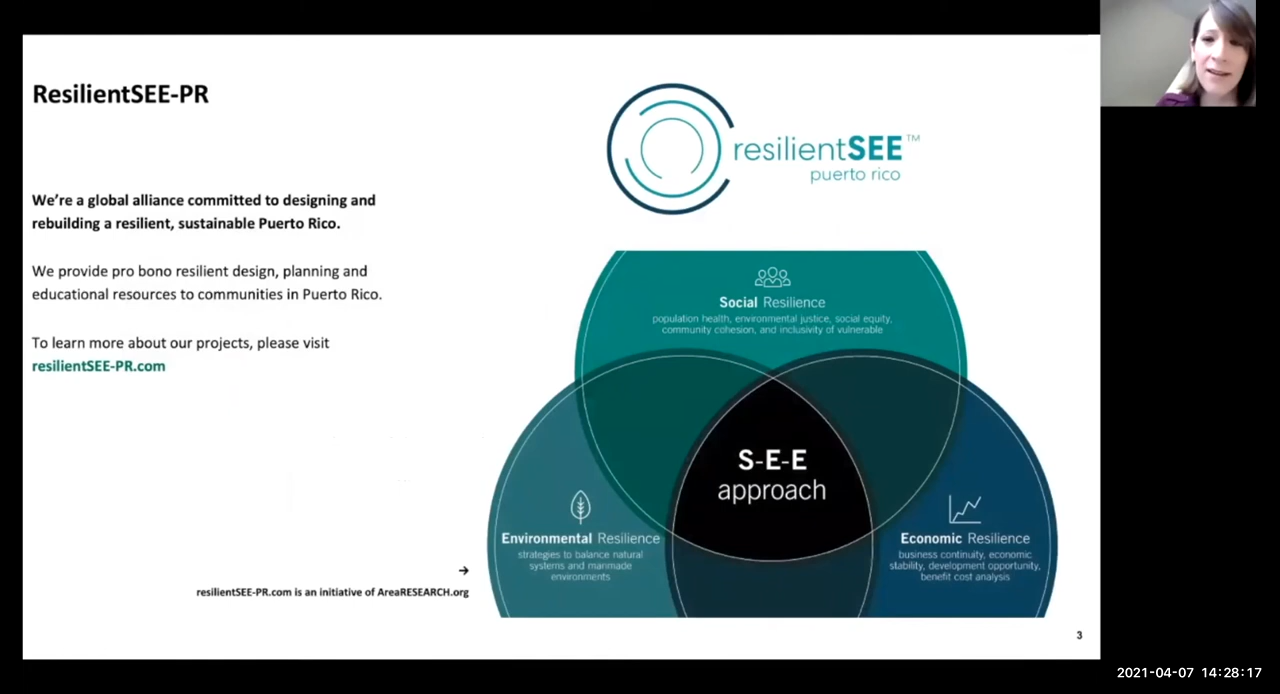 ResilientSEE-PR
We're a global alliance committed to designing and
rebuilding a resilient, sustainable Puerto Rico.
We provide pro bono resilient design, planning and
educational resources to communities in Puerto Rico.
To learn more about our projects, please visit
resilientSEE-PR.com
resilientSEE™
puerto rico
Social Resilience
population health, environmental justice, social equity,
community cohesion, and inclusivity of vulnerable
S-E-E
approach
Environmental Resilience
strategies to balance natural
systems and manmade
environments
Economic Resilience
business continuity, economic
stability, development opportunity,
benefit cost analysis
→
resilientSEE-PR.com is an initiative of AreaRESEARCH.org
3
2021-04-07 14:28:17